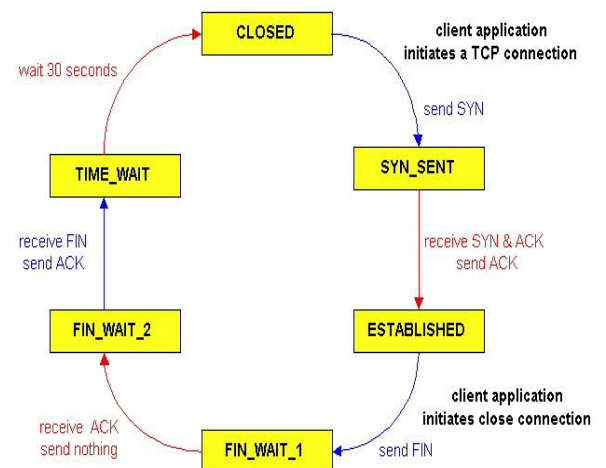 CLOSED
client application
initiates a TCP connection
wait 30 seconds
send SYN
TIME_WAIT
SYN_SENT
receive FIN
send ACK
receive SYN & ACK
send ACK
FIN_WAIT_2
ESTABLISHED
client application
initiates close connection
receive ACK
send nothing
FIN_WAIT_1
send FIN